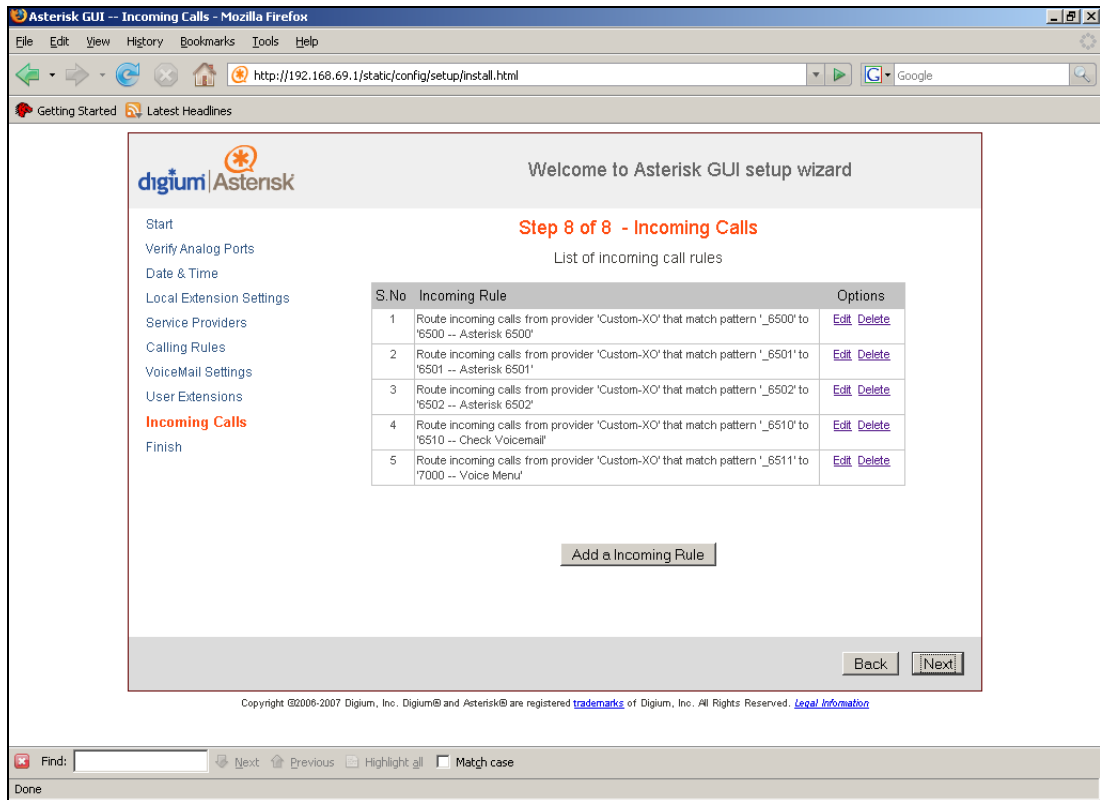 Asterisk GUI -- Incoming Calls - Mozilla Firefox
File Edit View History Bookmarks Tools Help
http://192.168.69.1/static/config/setup/install.html
G Google
Getting Started Latest Headlines
digium Asterisk
Welcome to Asterisk GUI setup wizard
Start
Verify Analog Ports
Date & Time
Local Extension Settings
Service Providers
Calling Rules
VoiceMail Settings
User Extensions
Incoming Calls
Finish
Step 8 of 8 - Incoming Calls
List of incoming call rules
S.No Incoming Rule Options
1 Route incoming calls from provider 'Custom-XO' that match pattern '_6500' to Edit Delete
'6500 -- Asterisk 6500'
2 Route incoming calls from provider 'Custom-XO' that match pattern '_6501' to Edit Delete
'6501 -- Asterisk 6501'
3 Route incoming calls from provider 'Custom-XO' that match pattern '_6502' to Edit Delete
'6502 -- Asterisk 6502'
4 Route incoming calls from provider 'Custom-XO' that match pattern '_6510' to Edit Delete
'6510 -- Check Voicemail'
5 Route incoming calls from provider 'Custom-XO' that match pattern '_6511' to Edit Delete
'7000 -- Voice Menu'
Add a Incoming Rule
Back Next
Copyright ©2006-2007 Digium, Inc. Digium® and Asterisk® are registered trademarks of Digium, Inc. All Rights Reserved. Legal Information
Find: Next Previous Highlight all Match case
Done